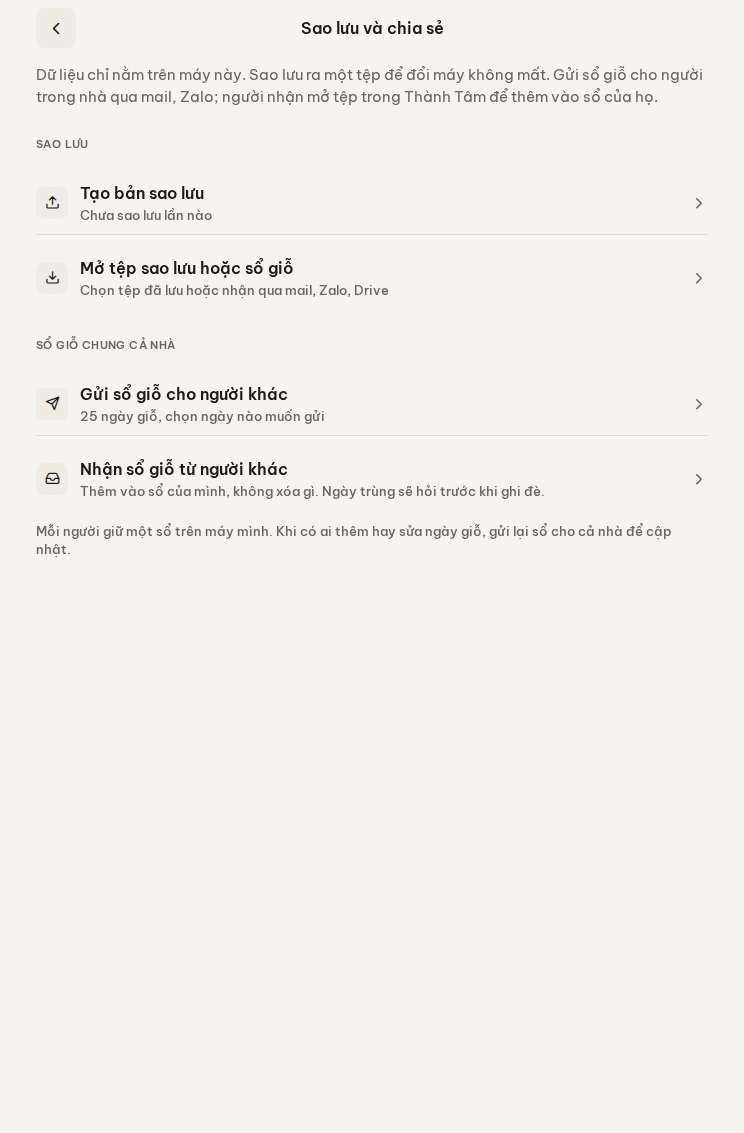 Sao lưu và chia sẻ
Dữ liệu chỉ nằm trên máy này. Sao lưu ra một tệp để đổi máy không mất. Gửi sổ giỗ cho người
trong nhà qua mail, Zalo; người nhận mở tệp trong Thành Tâm để thêm vào sổ của họ.
SAO LƯU
Tạo bản sao lưu
Chưa sao lưu lần nào
Mở tệp sao lưu hoặc sổ giỗ
Chọn tệp đã lưu hoặc nhận qua mail, Zalo, Drive
SỔ GIỖ CHUNG CẢ NHÀ
Gửi sổ giỗ cho người khác
25 ngày giỗ, chọn ngày nào muốn gửi
Nhận sổ giỗ từ người khác
Thêm vào sổ của mình, không xóa gì. Ngày trùng sẽ hỏi trước khi ghi đè.
Mỗi người giữ một sổ trên máy mình. Khi có ai thêm hay sửa ngày giỗ, gửi lại sổ cho cả nhà để cập
nhật.